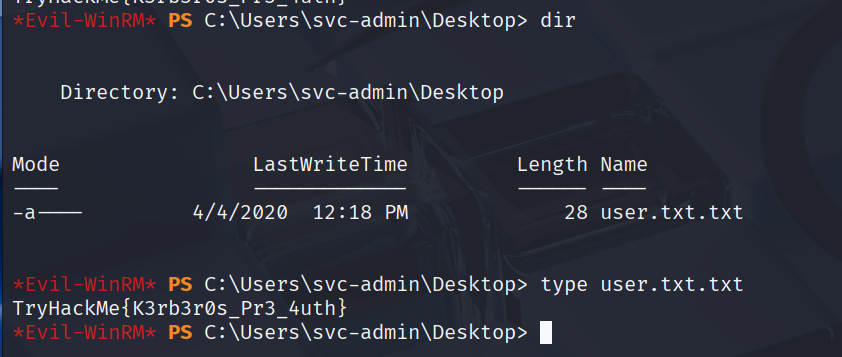 TryHackMe{K3rb3r0s_Pr3_4uth}
*Evil-WinRM* PS C:\Users\svc-admin\Desktop> dir
Directory: C:\Users\svc-admin\Desktop
Mode LastWriteTime Length Name
---- ------------- ------ ----
-a---- 4/4/2020 12:18 PM 28 user.txt.txt
*Evil-WinRM* PS C:\Users\svc-admin\Desktop> type user.txt.txt
TryHackMe{K3rb3r0s_Pr3_4uth}
*Evil-WinRM* PS C:\Users\svc-admin\Desktop>